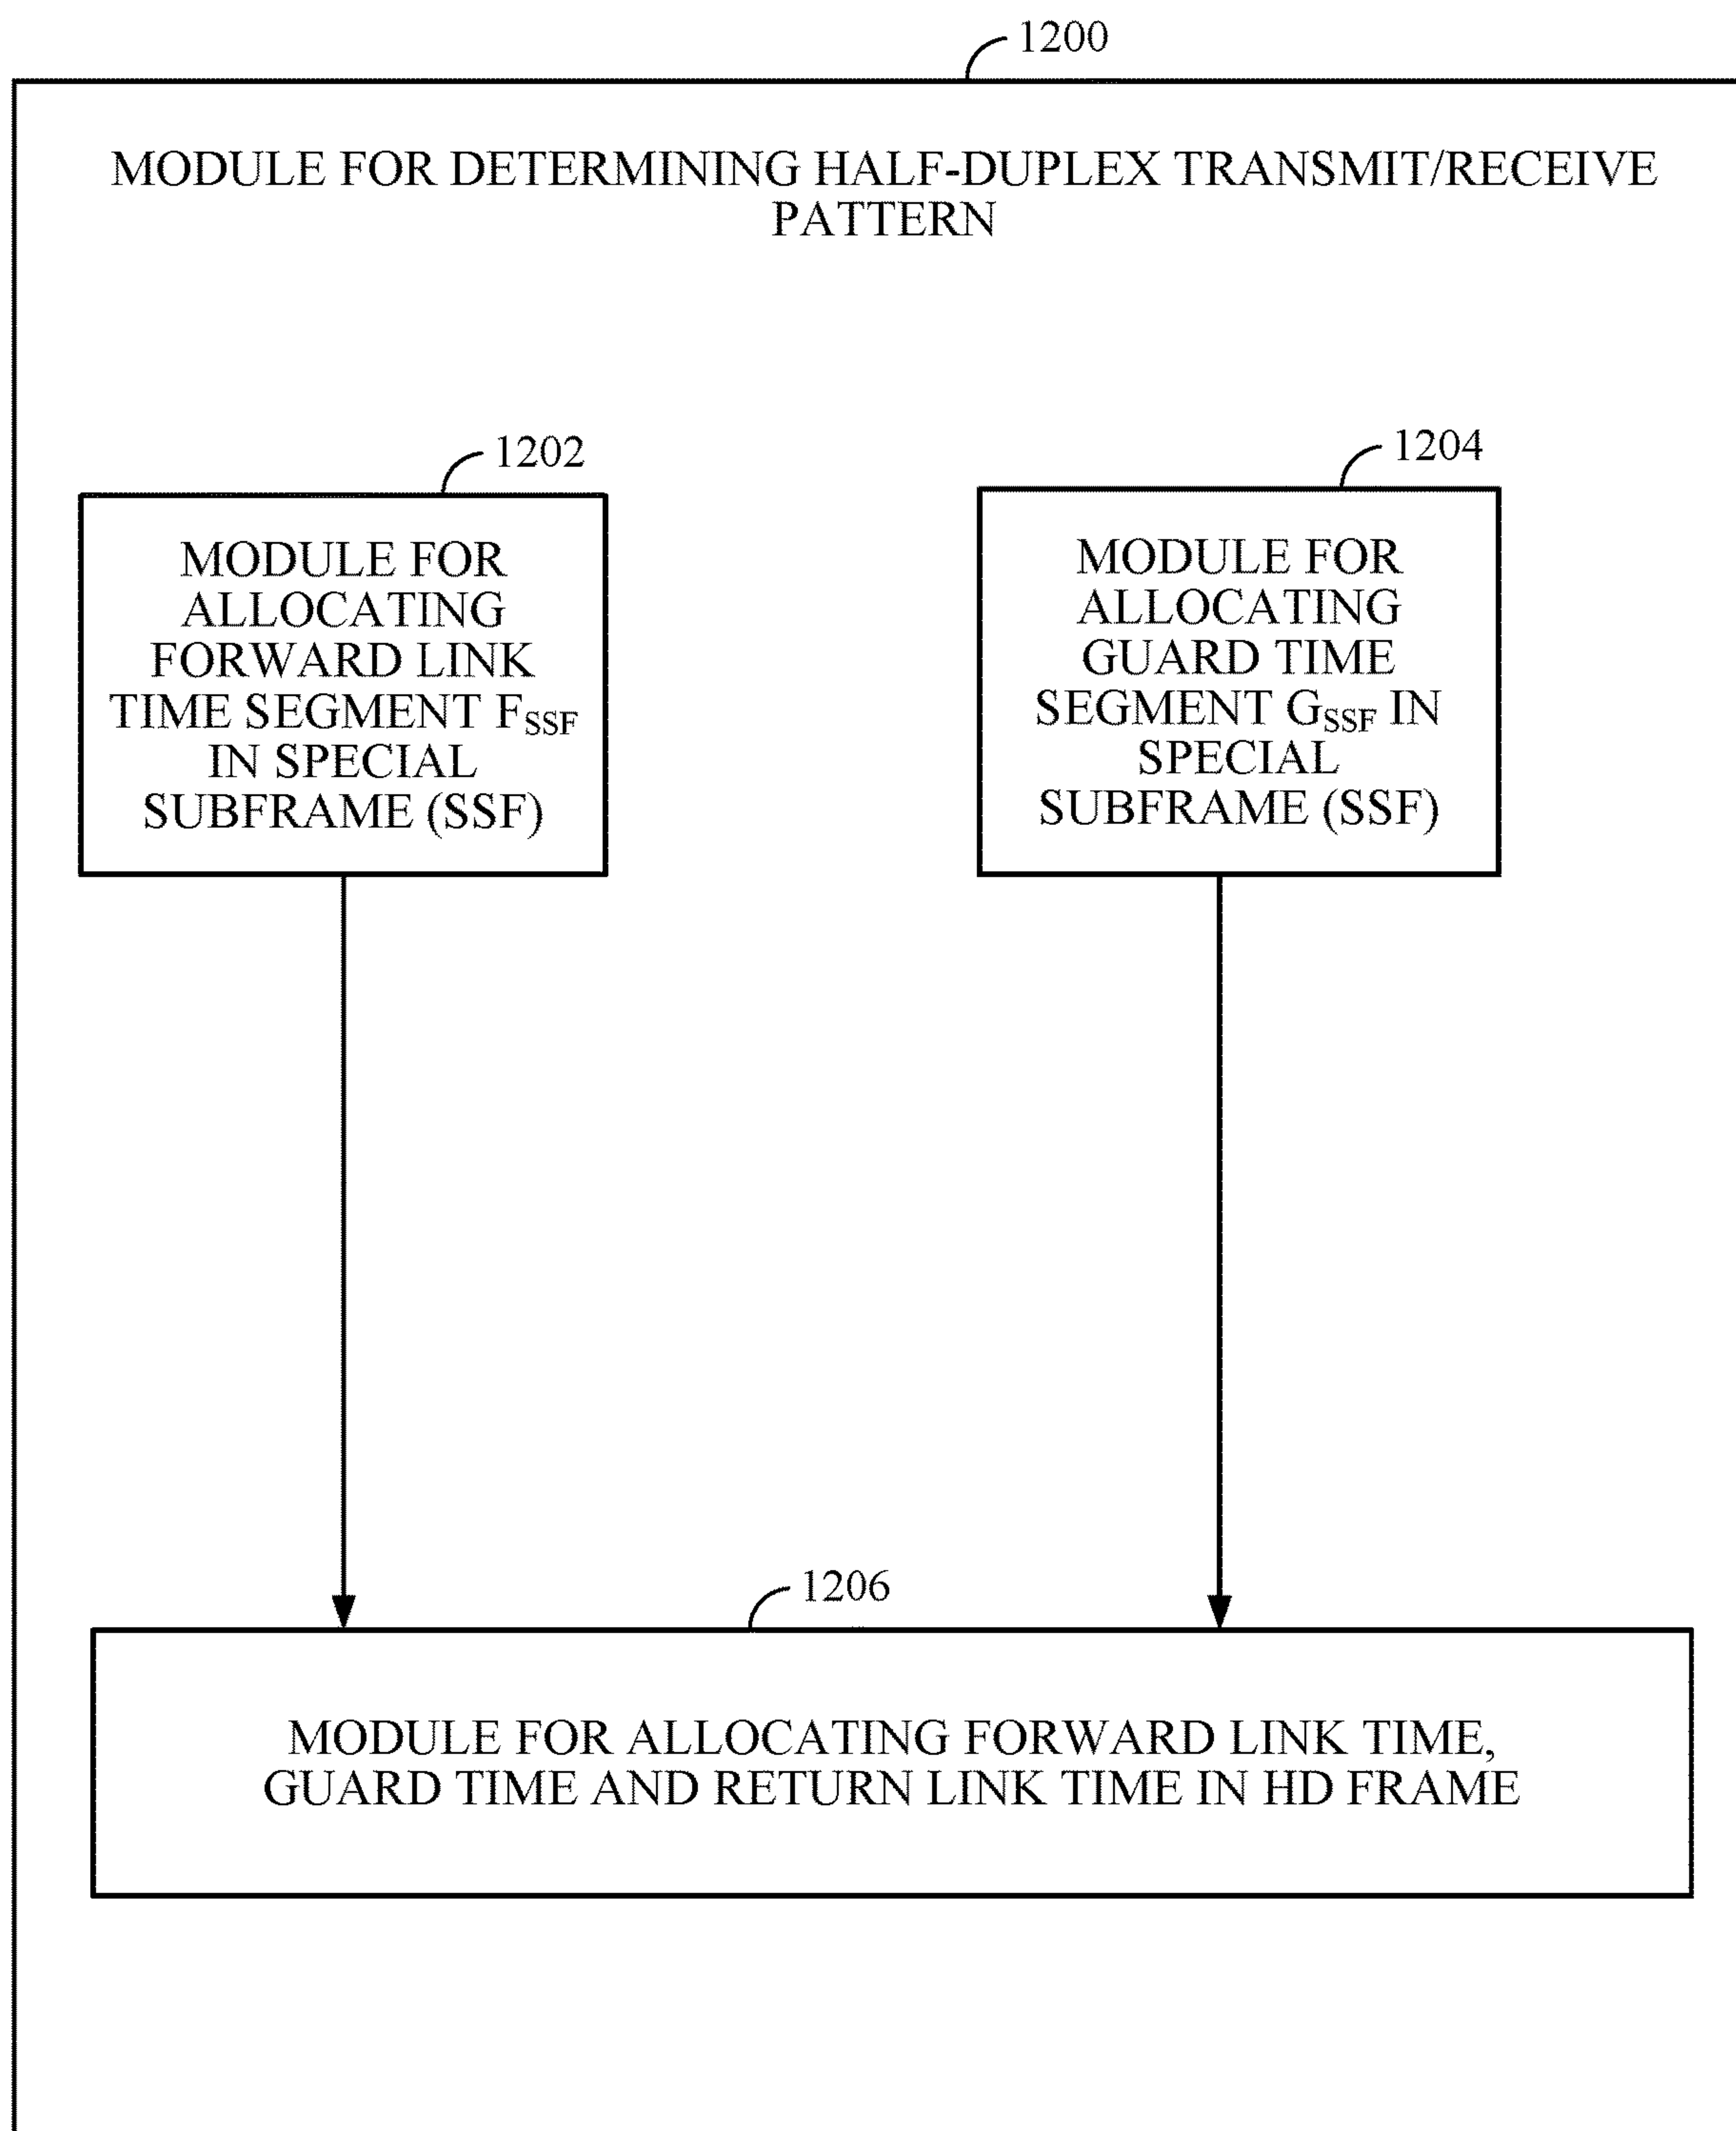 1200
MODULE FOR DETERMINING HALF-DUPLEX TRANSMIT/RECEIVE
PATTERN
1202
MODULE FOR
ALLOCATING
FORWARD LINK
TIME SEGMENT F_SSF
IN SPECIAL
SUBFRAME (SSF)
1204
MODULE FOR
ALLOCATING
GUARD TIME
SEGMENT G_SSF IN
SPECIAL
SUBFRAME (SSF)
1206
MODULE FOR ALLOCATING FORWARD LINK TIME,
GUARD TIME AND RETURN LINK TIME IN HD FRAME